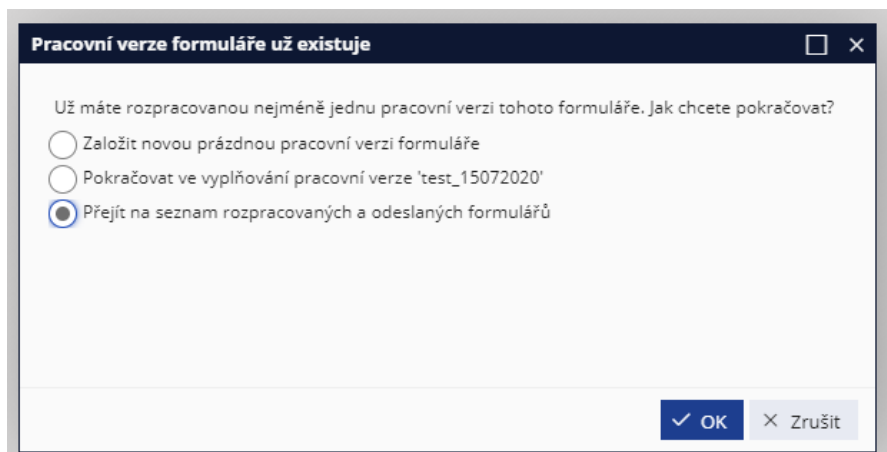 Pracovní verze formuláře už existuje
Už máte rozpracovanou nejméně jednu pracovní verzi tohoto formuláře. Jak chcete pokračovat?
Založit novou prázdnou pracovní verzi formuláře
Pokračovat ve vyplňování pracovní verze 'test_15072020'
Přejít na seznam rozpracovaných a odeslaných formulářů
OK
Zrušit